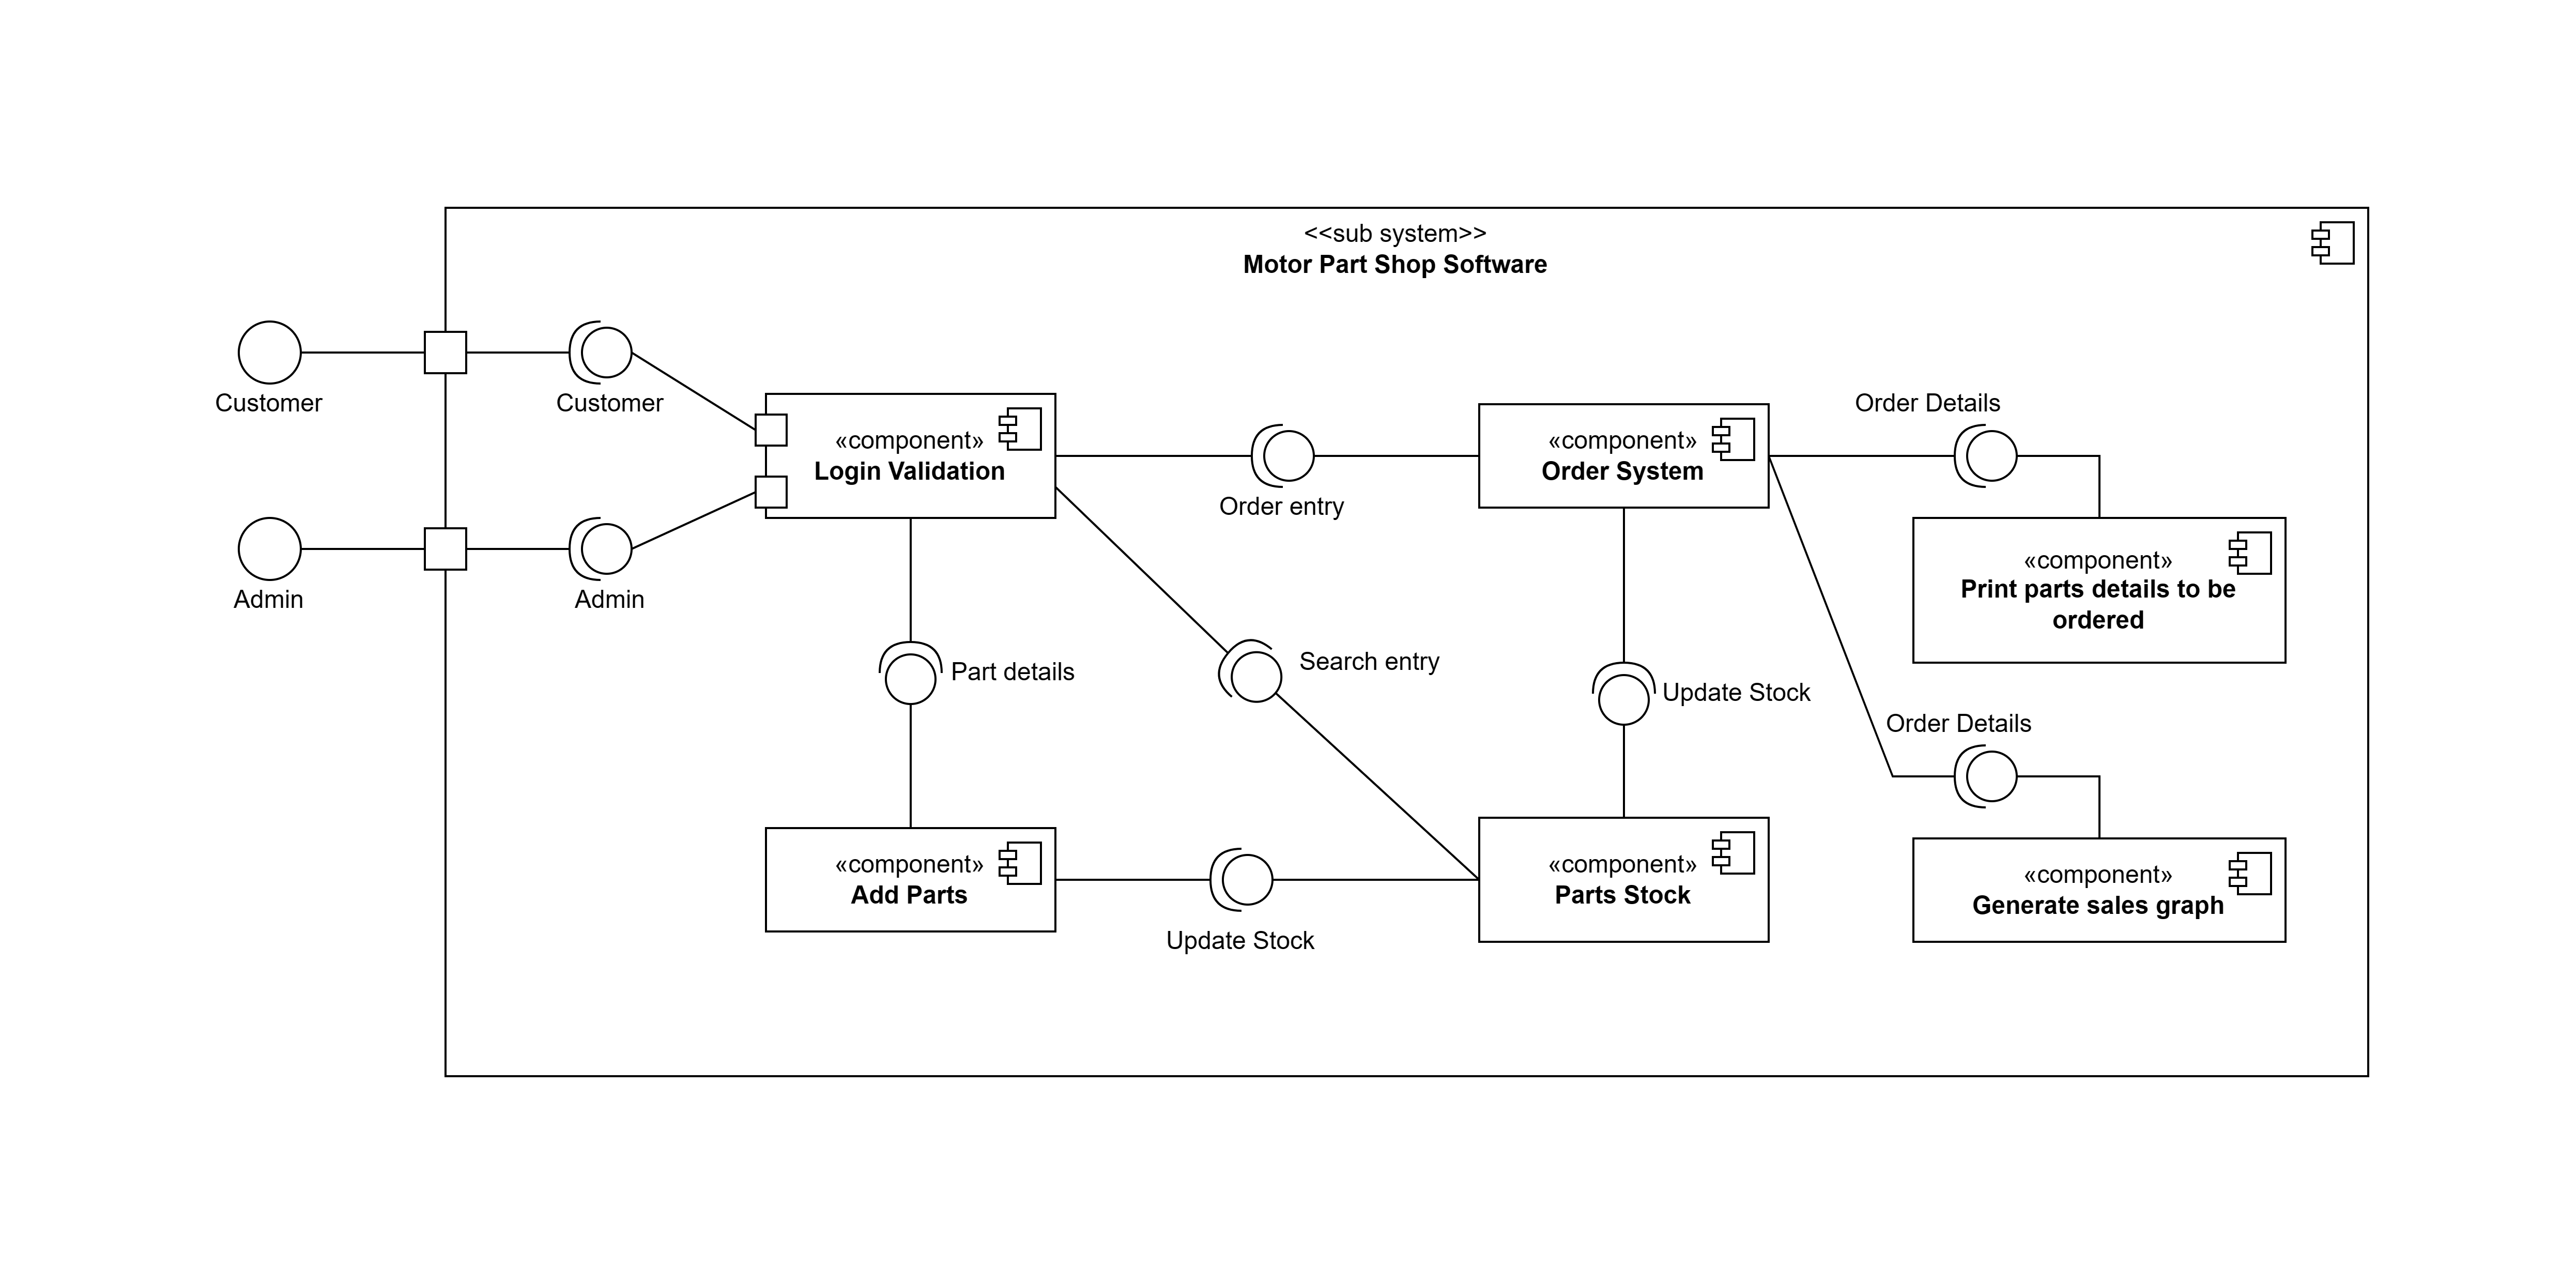 <<sub system>>
Motor Part Shop Software
Customer
Customer
Admin
Admin
«component»
Login Validation
Order entry
«component»
Order System
Order Details
«component»
Print parts details to be
ordered
Part details
Search entry
Update Stock
Order Details
«component»
Add Parts
Update Stock
«component»
Parts Stock
«component»
Generate sales graph